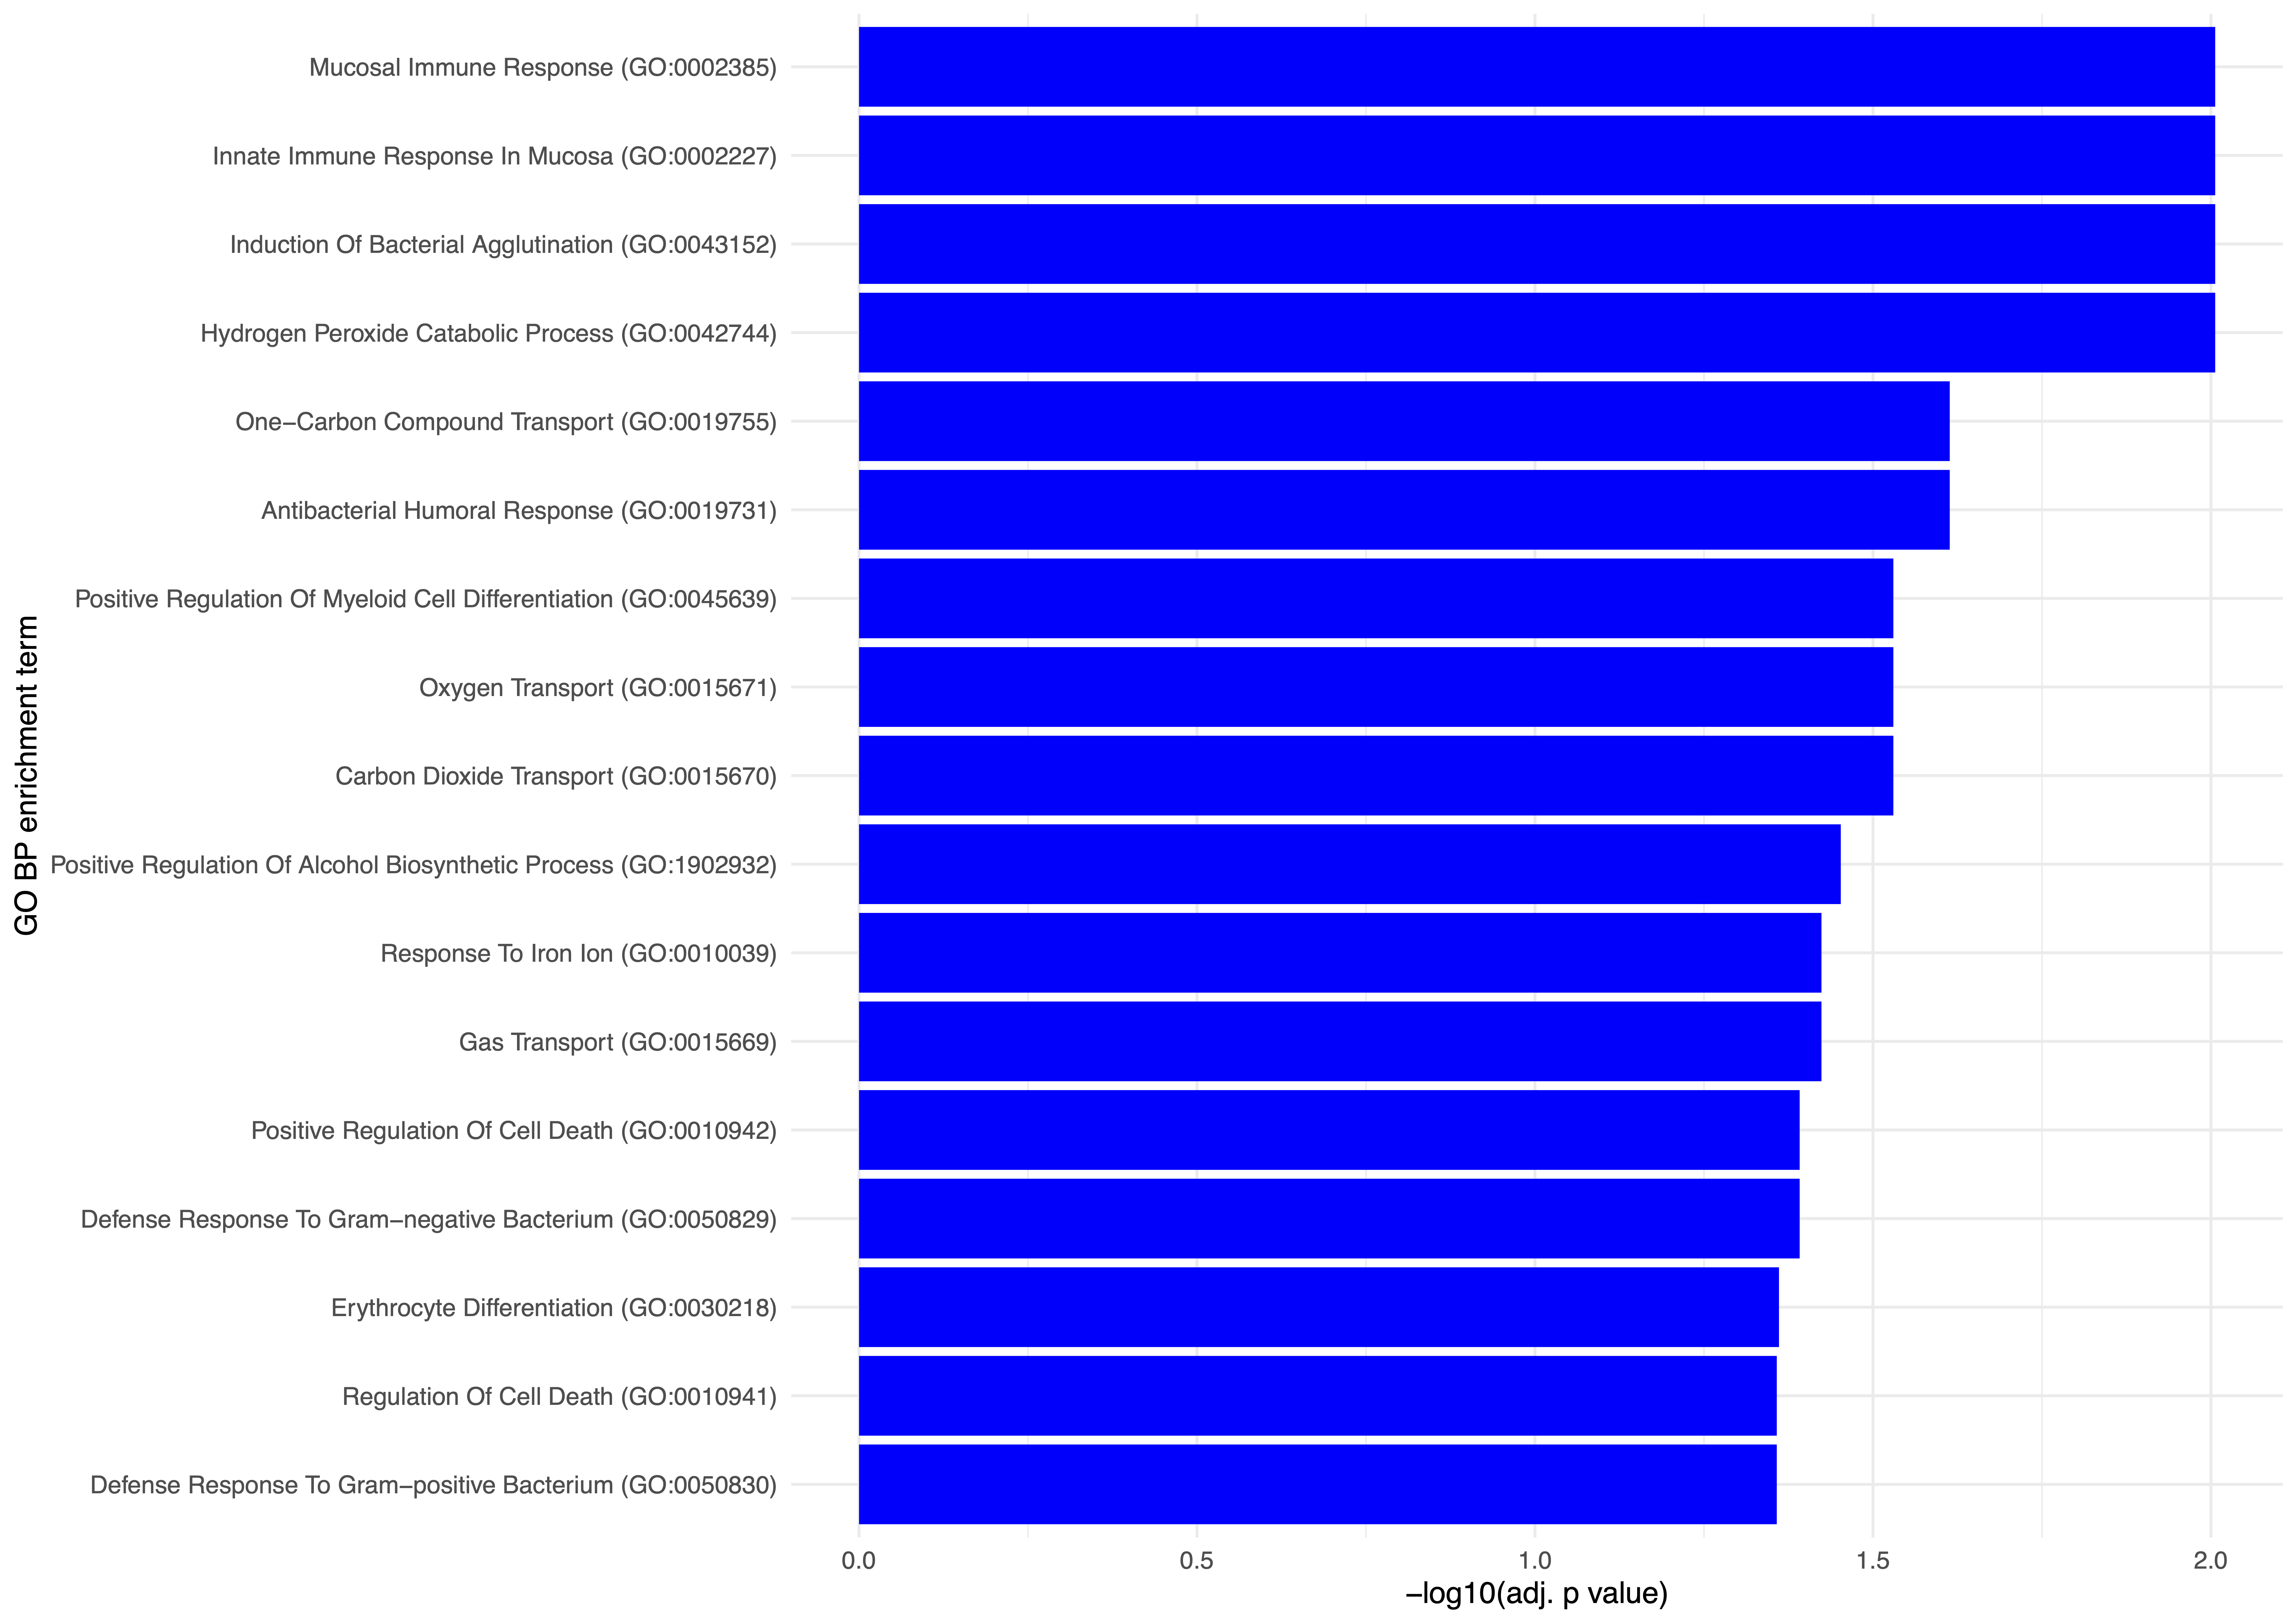 Mucosal Immune Response (GO:0002385)
Innate Immune Response In Mucosa (GO:0002227)
Induction Of Bacterial Agglutination (GO:0043152)
Hydrogen Peroxide Catabolic Process (GO:0042744)
One−Carbon Compound Transport (GO:0019755)
Antibacterial Humoral Response (GO:0019731)
Positive Regulation Of Myeloid Cell Differentiation (GO:0045639)
Oxygen Transport (GO:0015671)
Carbon Dioxide Transport (GO:0015670)
Positive Regulation Of Alcohol Biosynthetic Process (GO:1902932)
Response To Iron Ion (GO:0010039)
Gas Transport (GO:0015669)
Positive Regulation Of Cell Death (GO:0010942)
Defense Response To Gram−negative Bacterium (GO:0050829)
Erythrocyte Differentiation (GO:0030218)
Regulation Of Cell Death (GO:0010941)
Defense Response To Gram−positive Bacterium (GO:0050830)
GO BP enrichment term
0.0 0.5 1.0 1.5 2.0
−log10(adj. p value)